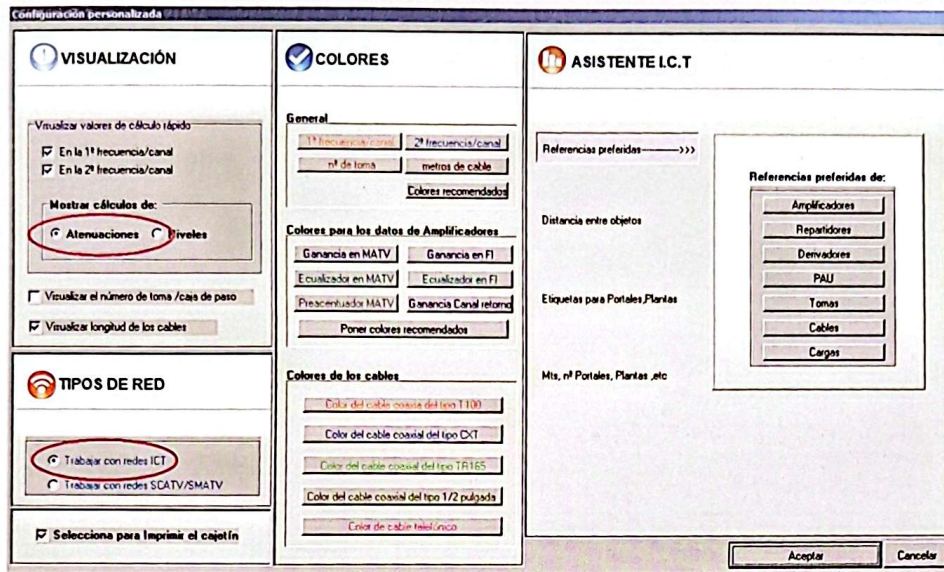 Configuración personalizada
VISUALIZACIÓN
Visualizar valores de cálculo rápido
En la 1ª frecuencia/canal
En la 2ª frecuencia/canal
Mostrar cálculos de:
Atenuaciones
Niveles
Visualizar el número de toma /caja de paso
Visualizar longitud de los cables
TIPOS DE RED
Trabajar con redes ICT
Trabajar con redes SCATV/SMATV
Selecciona para Imprimir el cajetín
COLORES
General
1ª frecuencia/canal
2ª frecuencia/canal
nº de toma
metros de cable
Colores recomendados
Colores para los datos de Amplificadores
Ganancia en MATV
Ganancia en FI
Ecualizador en MATV
Ecualizador en FI
Preacentuador MATV
Ganancia Canal retorno
Poner colores recomendados
Colores de los cables
Color del cable coaxial del tipo T100
Color del cable coaxial del tipo CXT
Color del cable coaxial del tipo TR165
Color del cable coaxial del tipo 1/2 pulgada
Color de cable telefónico
ASISTENTE I.C.T
Referencias preferidas--------->>>
Distancia entre objetos
Etiquetas para Portales,Plantas
Mts, nº Portales, Plantas ,etc
Referencias preferidas de:
Amplificadores
Repartidores
Derivadores
PAU
Tomas
Cables
Cargas
Aceptar
Cancelar